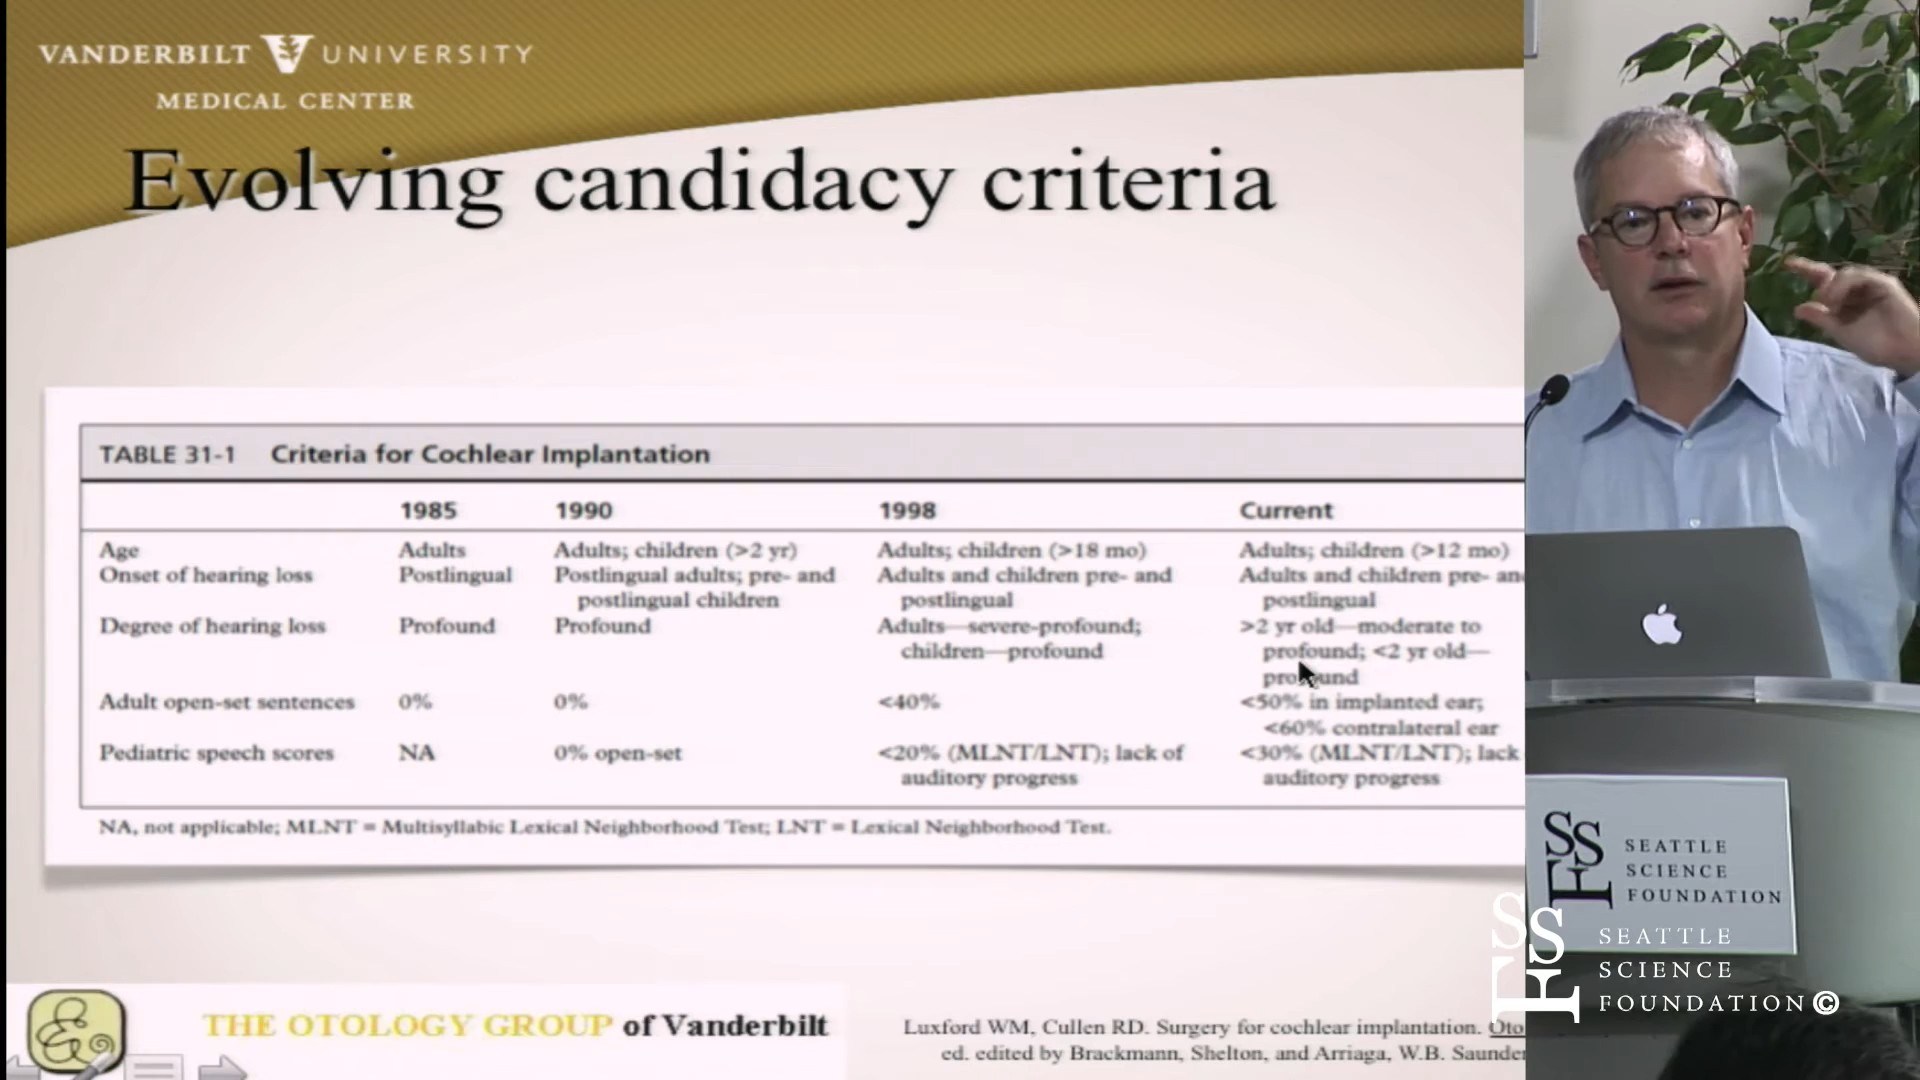 VANDERBILT UNIVERSITY
MEDICAL CENTER
Evolving candidacy criteria
TABLE 31-1 Criteria for Cochlear Implantation
1985 1990 1998 Current
Age Adults Adults; children (>2 yr) Adults; children (>18 mo) Adults; children (>12 mo)
Onset of hearing loss Postlingual Postlingual adults; pre- and Adults and children pre- and Adults and children pre- an
postlingual children postlingual postlingual
Degree of hearing loss Profound Profound Adults—severe-profound; >2 yr old—moderate to
children—profound profound; <2 yr old—
profound
Adult open-set sentences 0% 0% <40% <50% in implanted ear;
<60% contralateral ear
Pediatric speech scores NA 0% open-set <20% (MLNT/LNT); lack of <30% (MLNT/LNT); lack
auditory progress auditory progress
NA, not applicable; MLNT = Multisyllabic Lexical Neighborhood Test; LNT = Lexical Neighborhood Test.
THE OTOLOGY GROUP of Vanderbilt
Luxford WM, Cullen RD. Surgery for cochlear implantation. Oto
ed. edited by Brackmann, Shelton, and Arriaga, W.B. Saunder
SSF
SEATTLE
SCIENCE
FOUNDATION
SSF
SEATTLE
SCIENCE
FOUNDATION©